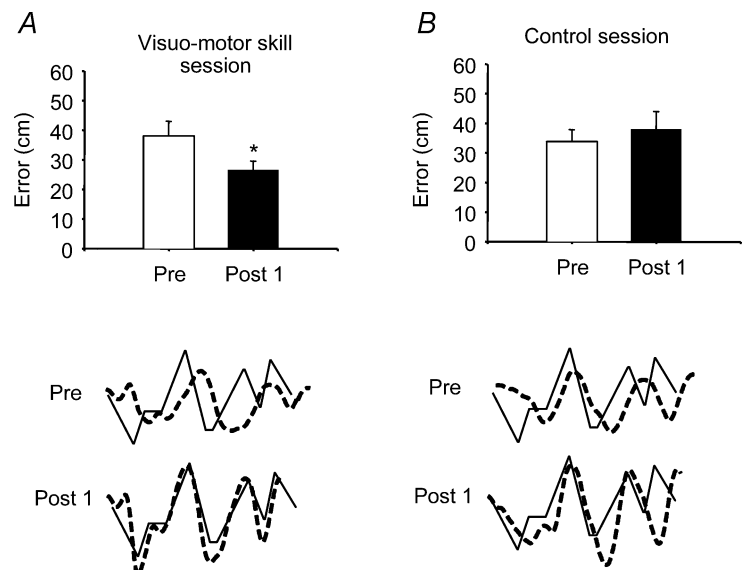 A
Visuo-motor skill
session
60
50
40
30
20
10
0
Error (cm)
*
Pre
Post 1
B
Control session
60
50
40
30
20
10
0
Error (cm)
Pre
Post 1
Pre
Post 1
Pre
Post 1